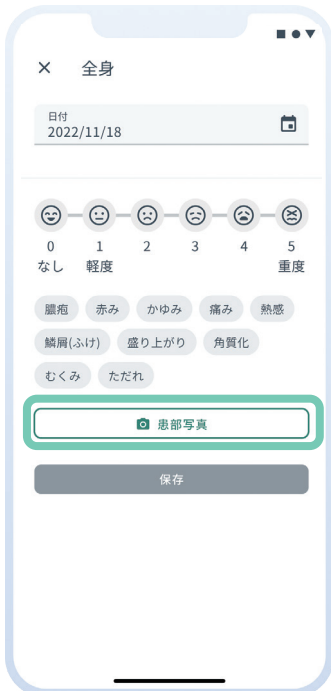 全身
日付
2022/11/18
0 1 2 3 4 5
なし 軽度 重度
膿疱 赤み かゆみ 痛み 熱感
鱗屑(ふけ) 盛り上がり 角質化
むくみ ただれ
患部写真
保存